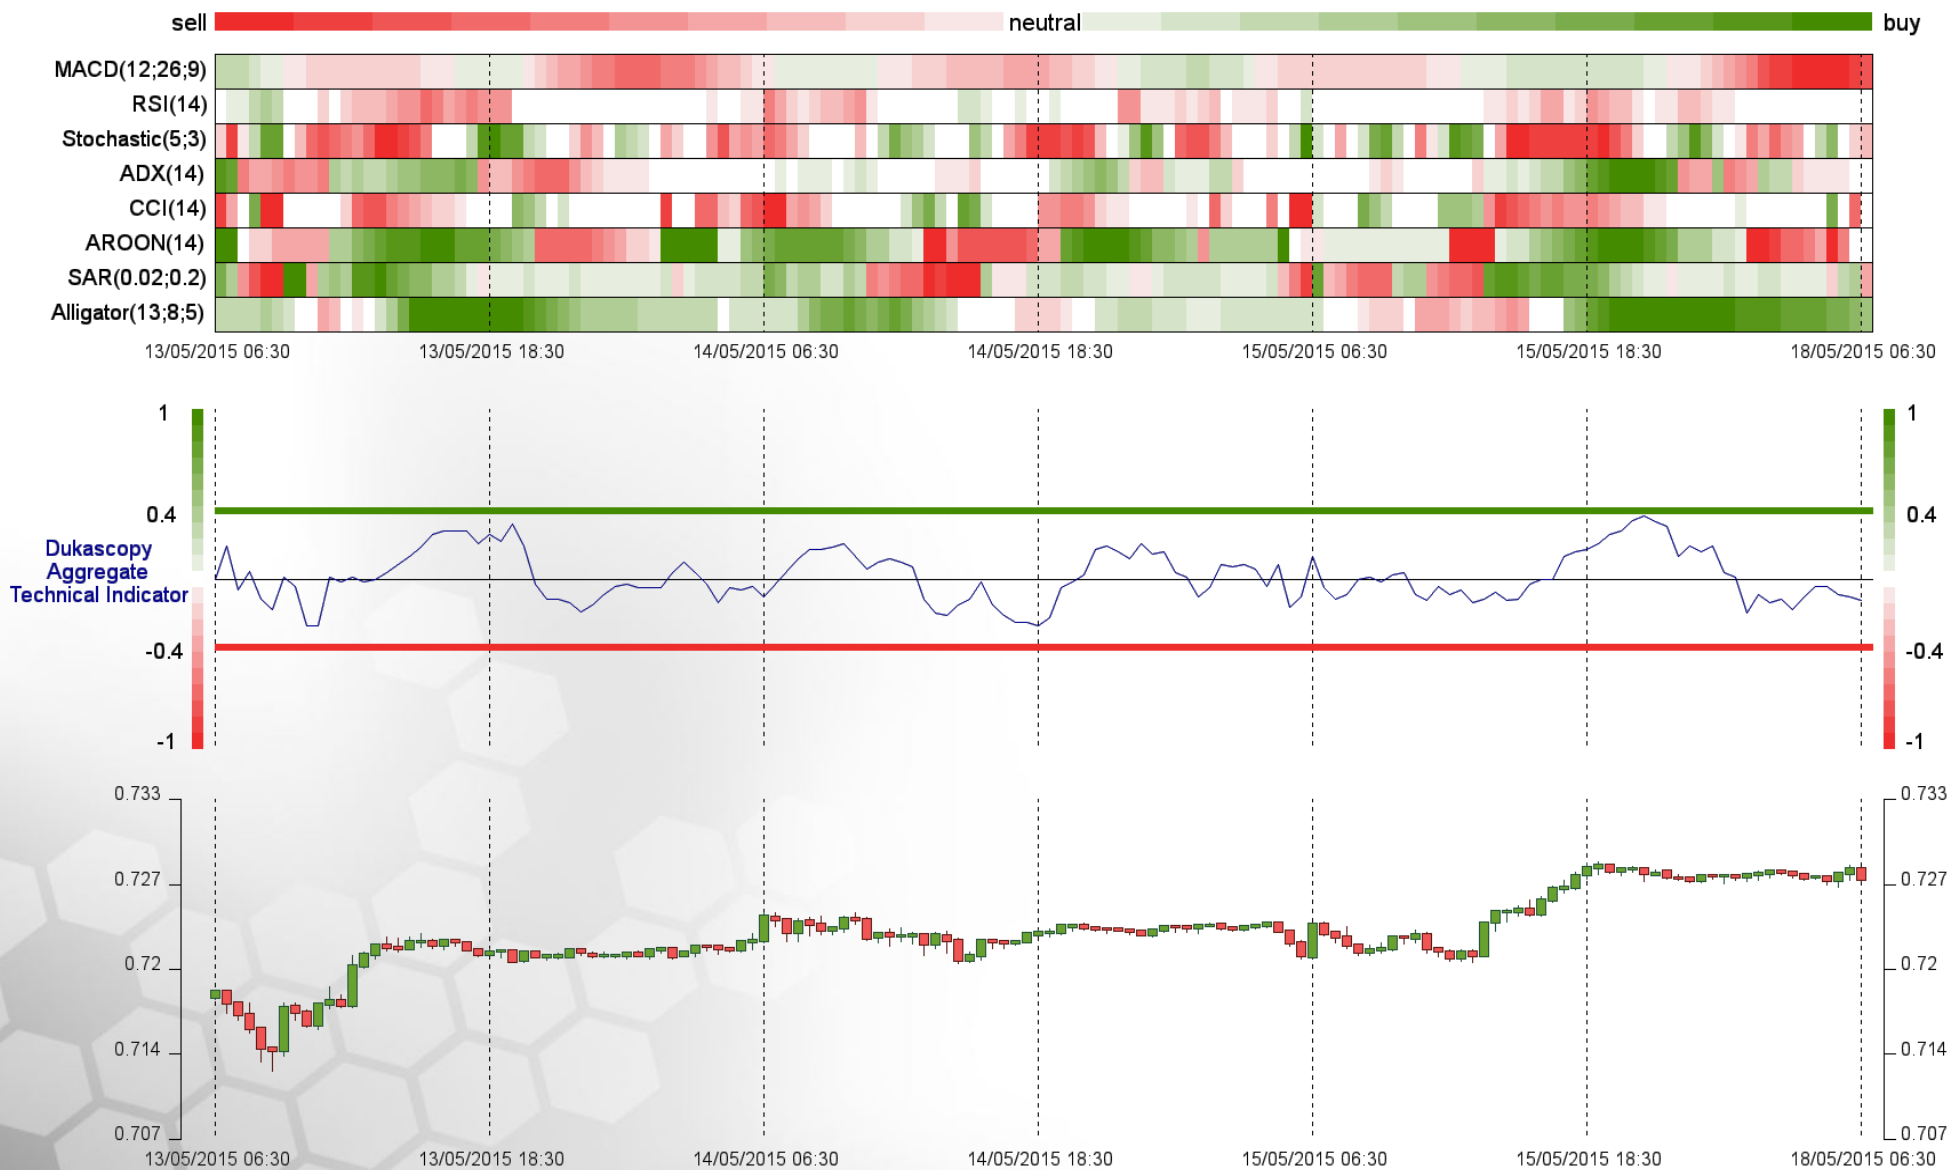 sell neutral buy
MACD(12;26;9)
RSI(14)
Stochastic(5;3)
ADX(14)
CCI(14)
AROON(14)
SAR(0.02;0.2)
Alligator(13;8;5)
13/05/2015 06:30 13/05/2015 18:30 14/05/2015 06:30 14/05/2015 18:30 15/05/2015 06:30 15/05/2015 18:30 18/05/2015 06:30
1 1
0.4 0.4
Dukascopy
Aggregate
Technical Indicator
-0.4 -0.4
-1 -1
0.733 0.733
0.727 0.727
0.72 0.72
0.714 0.714
0.707 0.707
13/05/2015 06:30 13/05/2015 18:30 14/05/2015 06:30 14/05/2015 18:30 15/05/2015 06:30 15/05/2015 18:30 18/05/2015 06:30